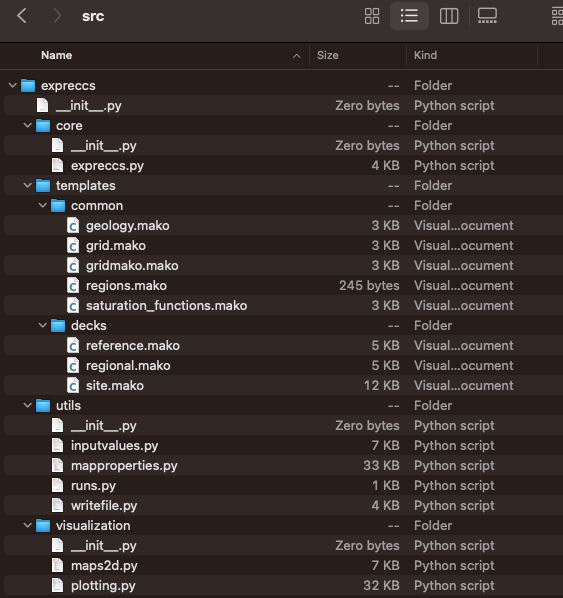 src
Name Size Kind
expreccs -- Folder
__init__.py Zero bytes Python script
core -- Folder
__init__.py Zero bytes Python script
expreccs.py 4 KB Python script
templates -- Folder
common -- Folder
geology.mako 3 KB Visual...ocument
grid.mako 3 KB Visual...ocument
gridmako.mako 3 KB Visual...ocument
regions.mako 245 bytes Visual...ocument
saturation_functions.mako 3 KB Visual...ocument
decks -- Folder
reference.mako 5 KB Visual...ocument
regional.mako 5 KB Visual...ocument
site.mako 12 KB Visual...ocument
utils -- Folder
__init__.py Zero bytes Python script
inputvalues.py 7 KB Python script
mapproperties.py 33 KB Python script
runs.py 1 KB Python script
writefile.py 4 KB Python script
visualization -- Folder
__init__.py Zero bytes Python script
maps2d.py 7 KB Python script
plotting.py 32 KB Python script